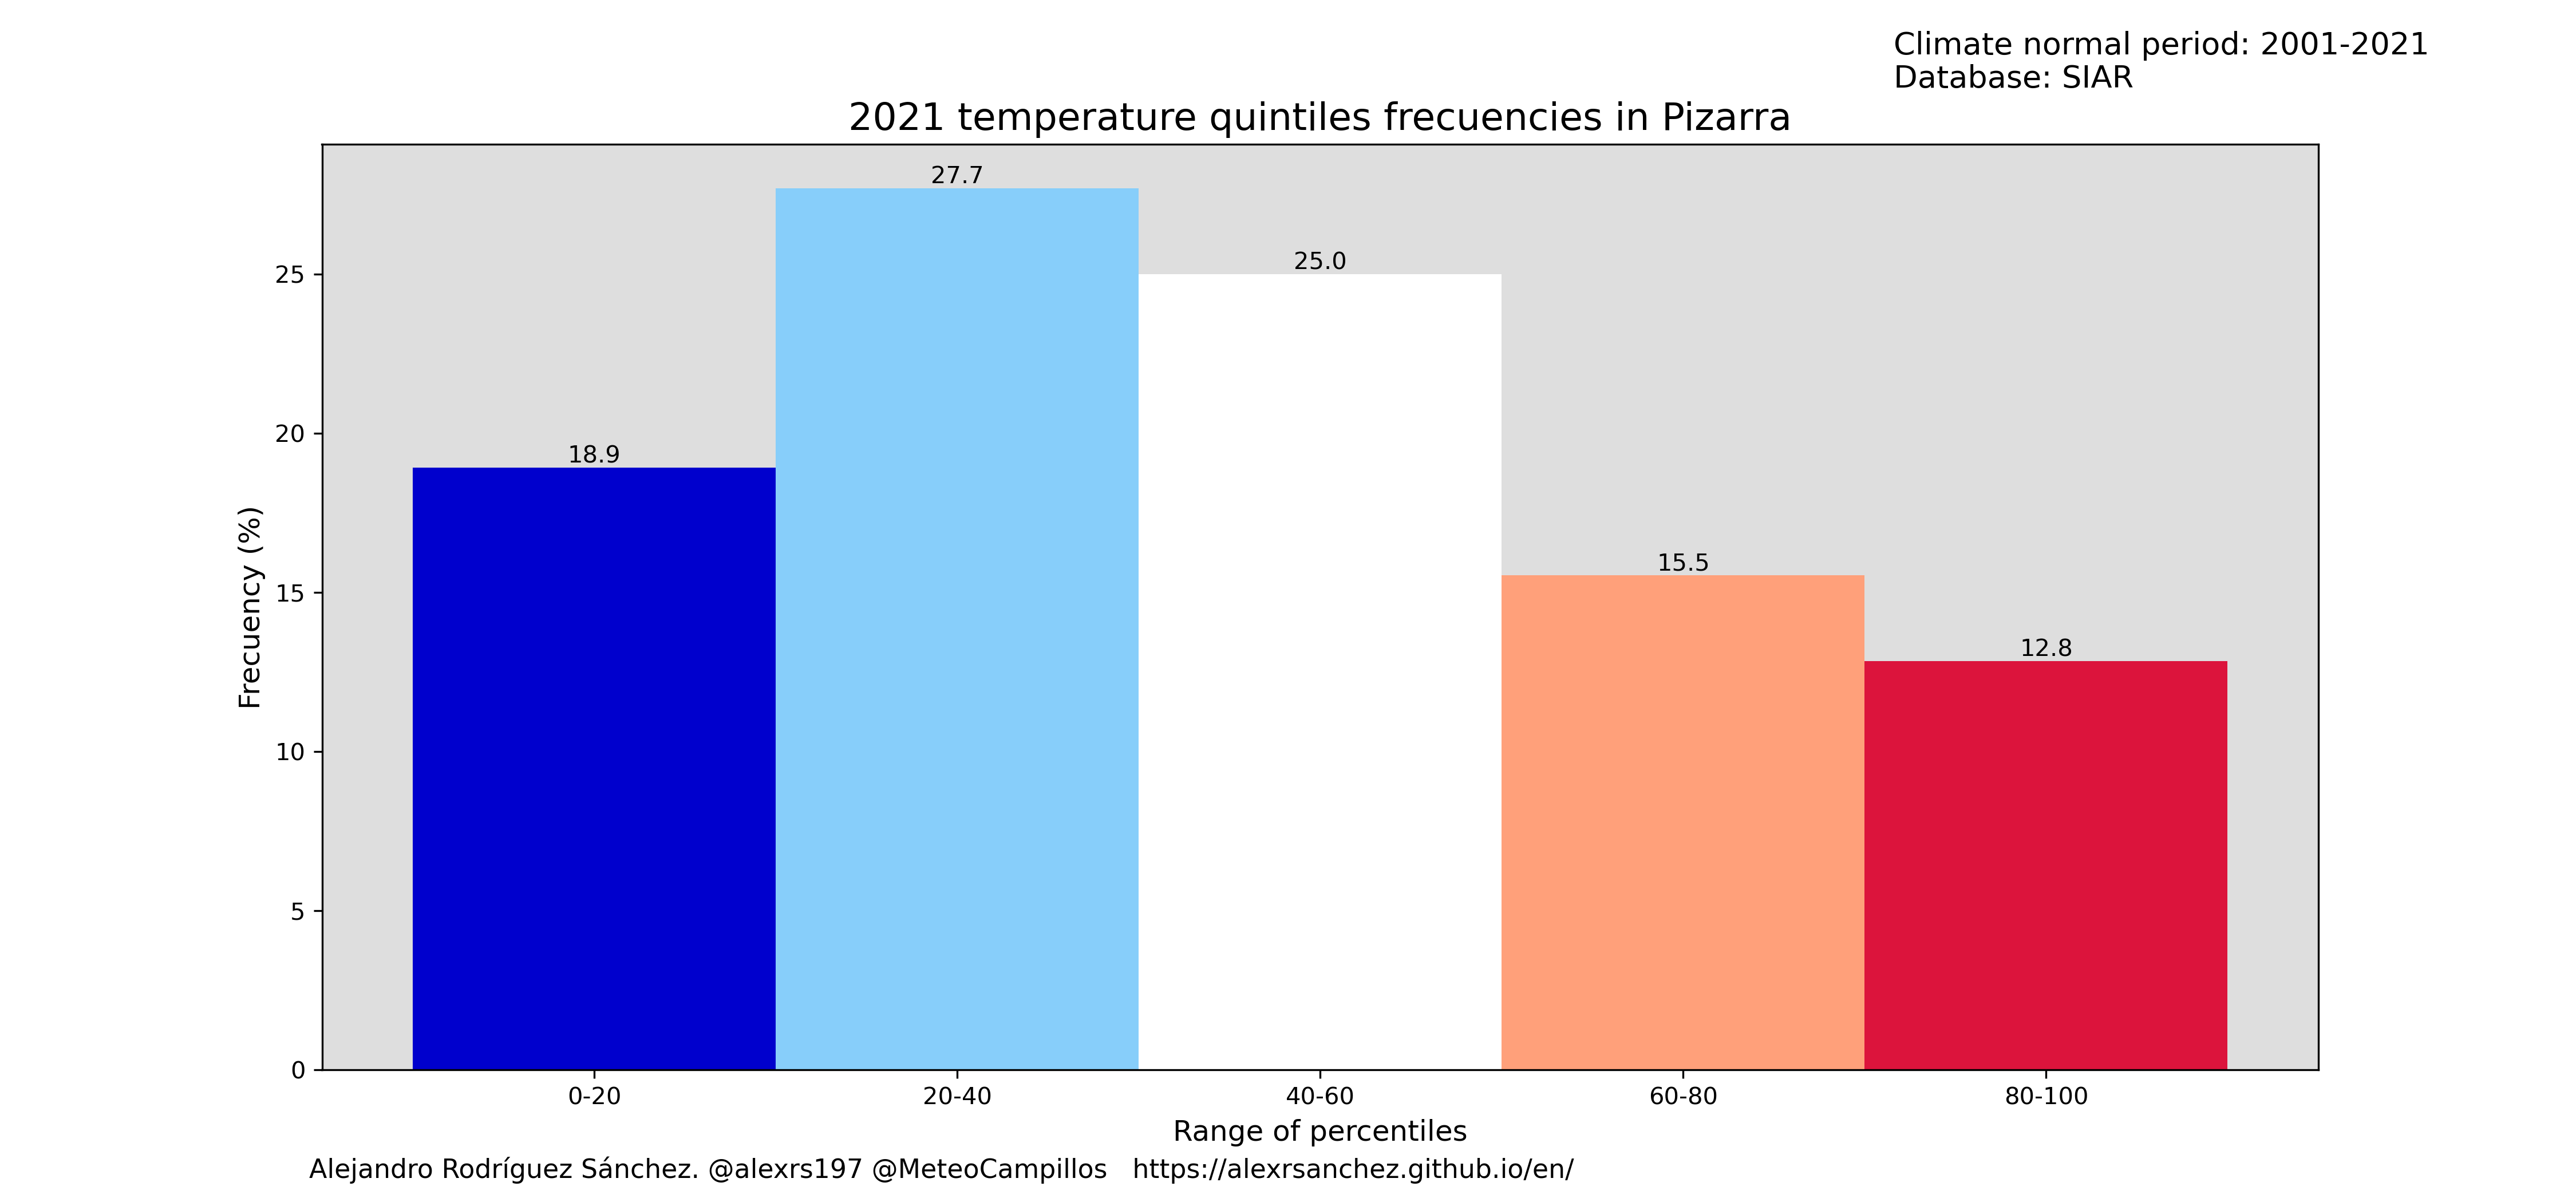 Climate normal period: 2001-2021
Database: SIAR
2021 temperature quintiles frecuencies in Pizarra
27.7
25.0
25
20
18.9
15.5
15
12.8
10
5
0
Frecuency (%)
0-20 20-40 40-60 60-80 80-100
Range of percentiles
Alejandro Rodríguez Sánchez. @alexrs197 @MeteoCampillos https://alexrsanchez.github.io/en/